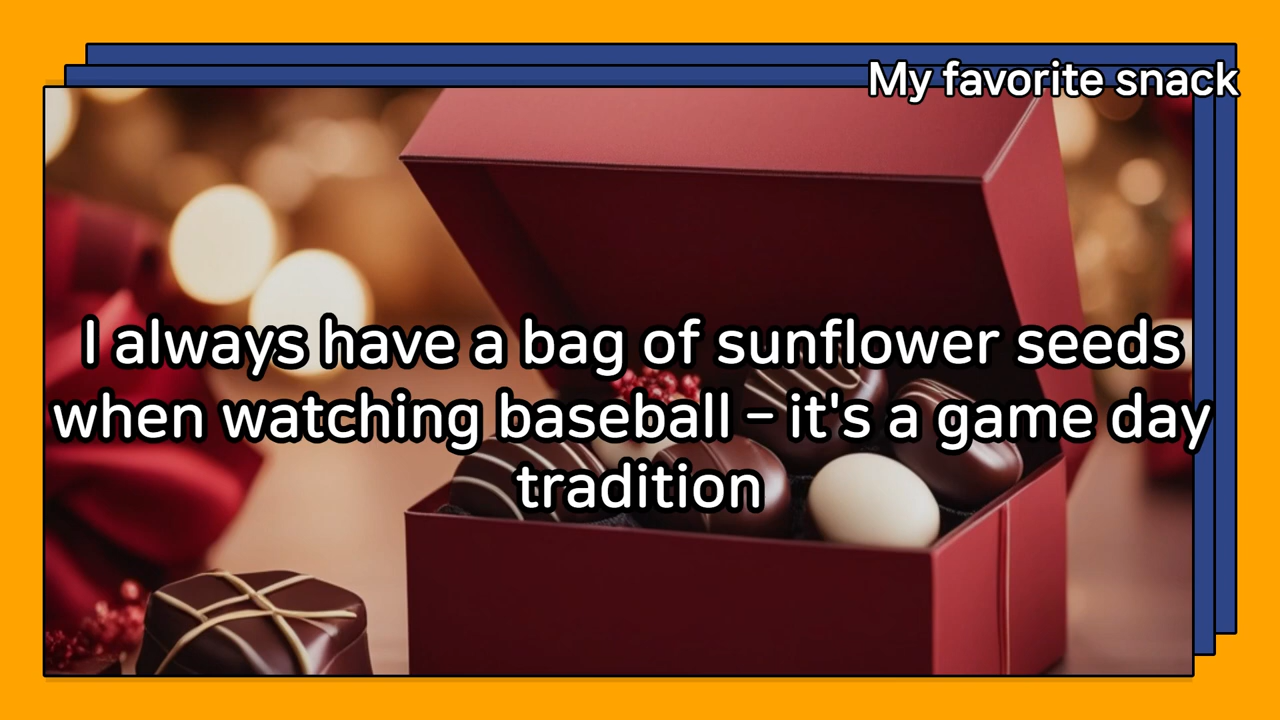 My favorite snack
I always have a bag of sunflower seeds
when watching baseball – it's a game day
tradition